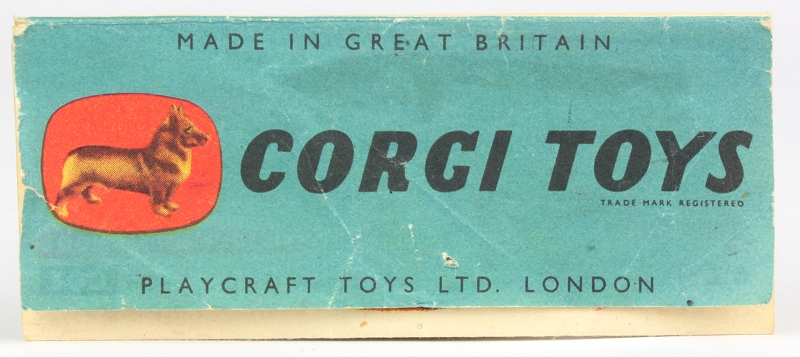 MADE IN GREAT BRITAIN
CORGI TOYS
TRADE MARK REGISTERED
PLAYCRAFT TOYS LTD. LONDON